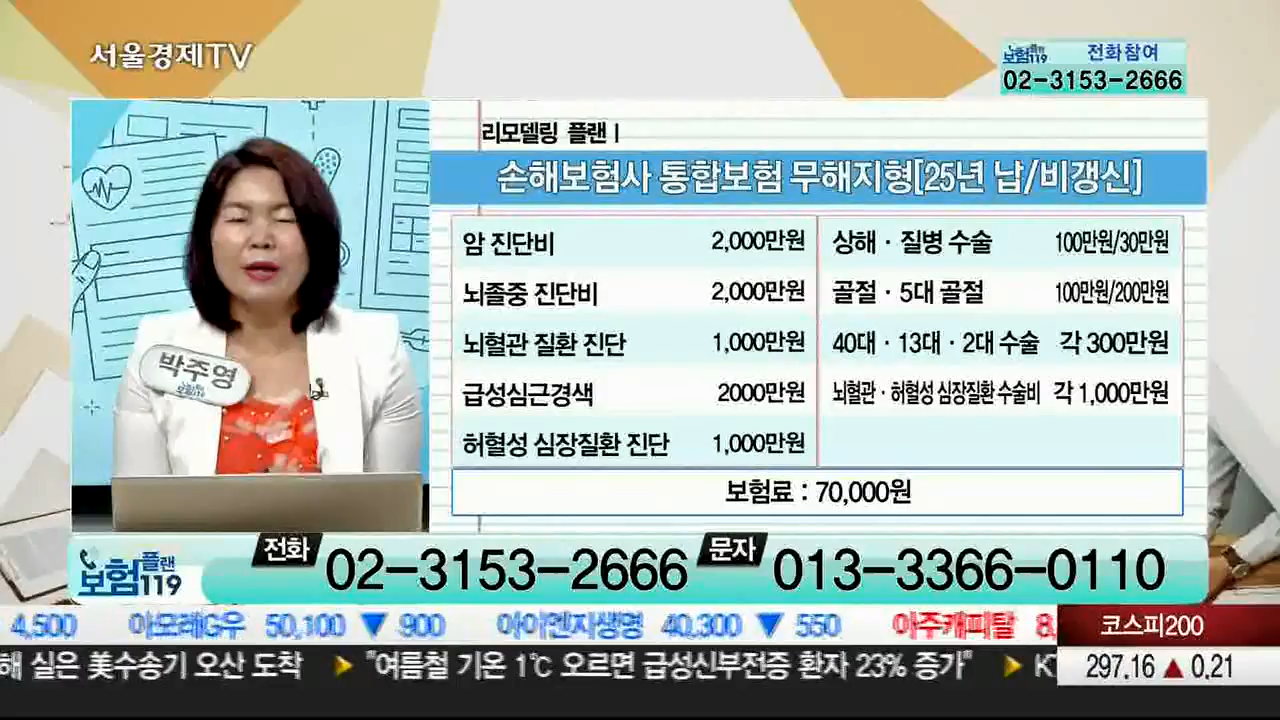 서울경제TV
보험플랜119 전화참여
02-3153-2666
리모델링 플랜 I
손해보험사 통합보험 무해지형[25년 납/비갱신]
암 진단비 2,000만원 상해·질병 수술 100만원/30만원
뇌졸중 진단비 2,000만원 골절·5대 골절 100만원/200만원
뇌혈관 질환 진단 1,000만원 40대·13대·2대 수술 각 300만원
급성심근경색 2000만원 뇌혈관·허혈성 심장질환 수술비 각 1,000만원
허혈성 심장질환 진단 1,000만원
보험료 : 70,000원
박주영
보험플랜119 전화 02-3153-2666 문자 013-3366-0110
4,500 아모레G우 50,100 ▼ 900 아이엔지생명 40,300 ▼ 550 아주캐피탈 8, 코스피200
해 실은 美수송기 오산 도착 ▶ "여름철 기온 1℃ 오르면 급성신부전증 환자 23% 증가" ▶ 297.16 ▲ 0.21